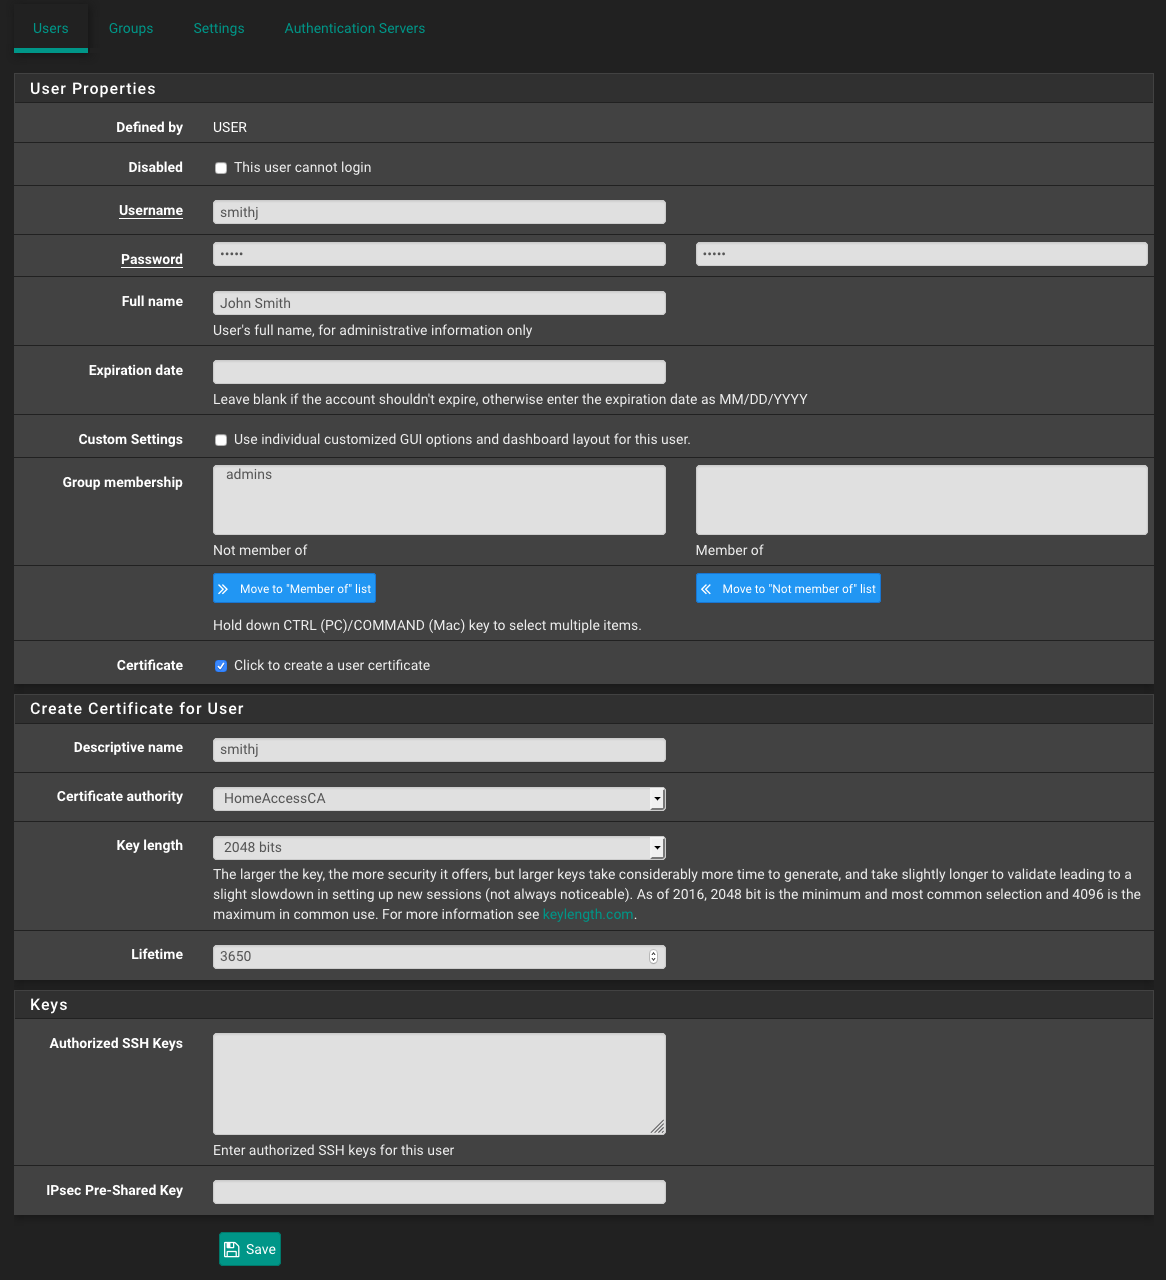 Users Groups Settings Authentication Servers
User Properties
Defined by USER
Disabled This user cannot login
Username smithj
Password ••••• •••••
Full name John Smith
User's full name, for administrative information only
Expiration date
Leave blank if the account shouldn't expire, otherwise enter the expiration date as MM/DD/YYYY
Custom Settings Use individual customized GUI options and dashboard layout for this user.
Group membership admins
Not member of Member of
Move to "Member of" list Move to "Not member of" list
Hold down CTRL (PC)/COMMAND (Mac) key to select multiple items.
Certificate Click to create a user certificate
Create Certificate for User
Descriptive name smithj
Certificate authority HomeAccessCA
Key length 2048 bits
The larger the key, the more security it offers, but larger keys take considerably more time to generate, and take slightly longer to validate leading to a
slight slowdown in setting up new sessions (not always noticeable). As of 2016, 2048 bit is the minimum and most common selection and 4096 is the
maximum in common use. For more information see keylength.com.
Lifetime 3650
Keys
Authorized SSH Keys
Enter authorized SSH keys for this user
IPsec Pre-Shared Key
Save